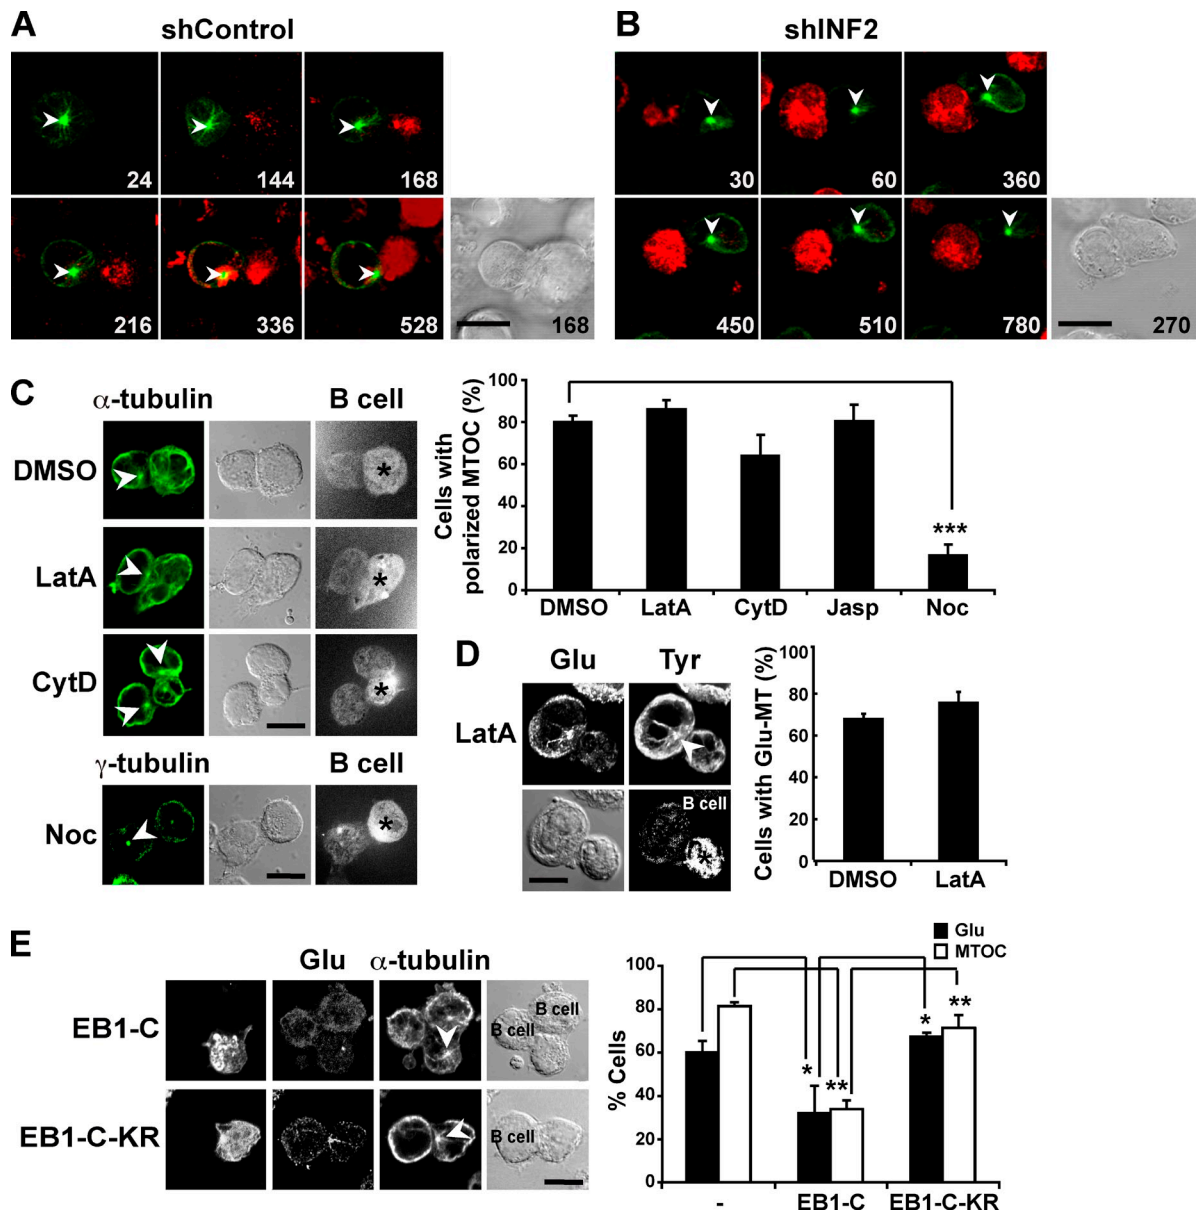 A
shControl
24
144
168
216
336
528
168
B
shINF2
30
60
360
450
510
780
270
C
α-tubulin
B cell
DMSO
*
LatA
*
CytD
*
γ-tubulin
B cell
Noc
*
Cells with
polarized MTOC (%)
100
80
60
40
20
0
***
DMSO LatA CytD Jasp Noc
D
Glu Tyr
LatA
B cell
*
Cells with Glu-MT (%)
100
80
60
40
20
0
DMSO LatA
E
Glu α-tubulin
EB1-C
B cell
B cell
EB1-C-KR
B cell
Glu
MTOC
% Cells
100
80
60
40
20
0
* ** * **
- EB1-C EB1-C-KR